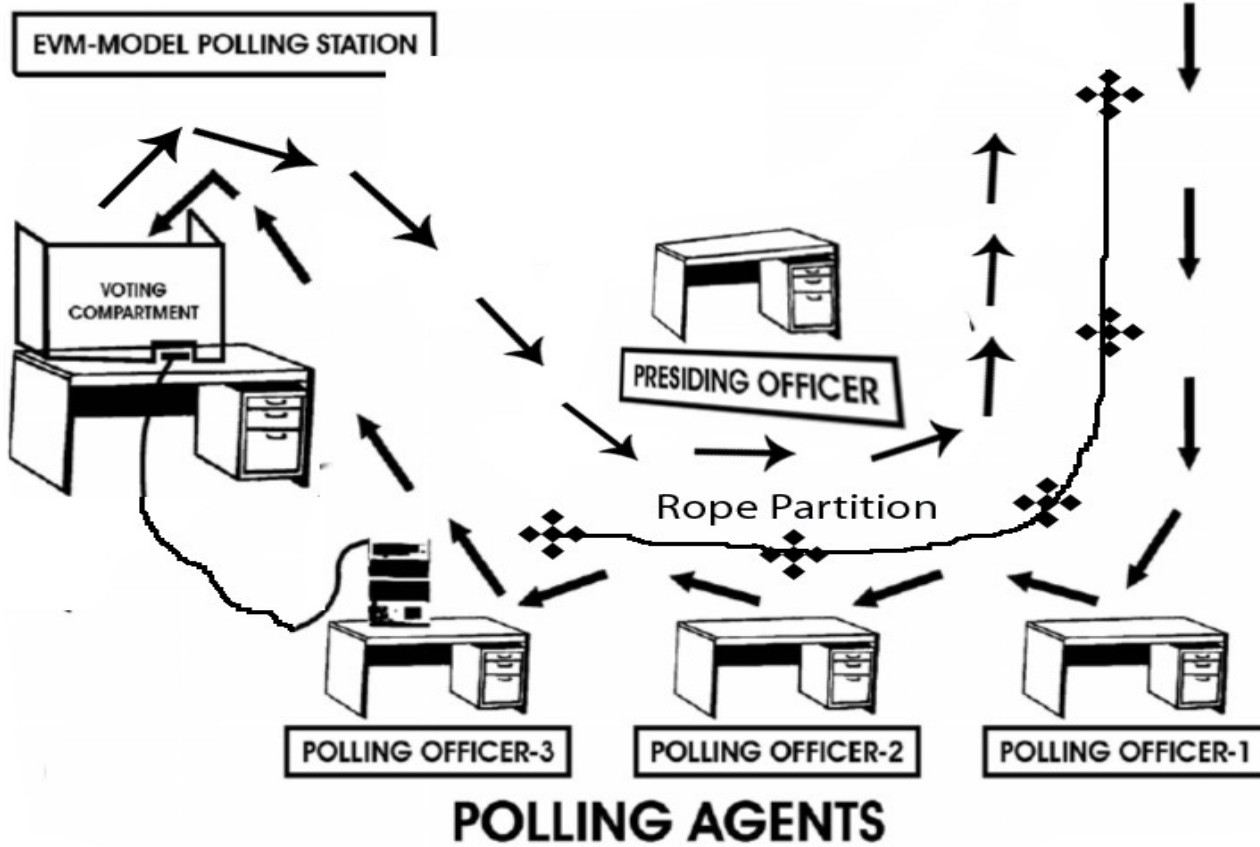 EVM-MODEL POLLING STATION
VOTING
COMPARTMENT
PRESIDING OFFICER
Rope Partition
POLLING OFFICER-3
POLLING OFFICER-2
POLLING OFFICER-1
POLLING AGENTS